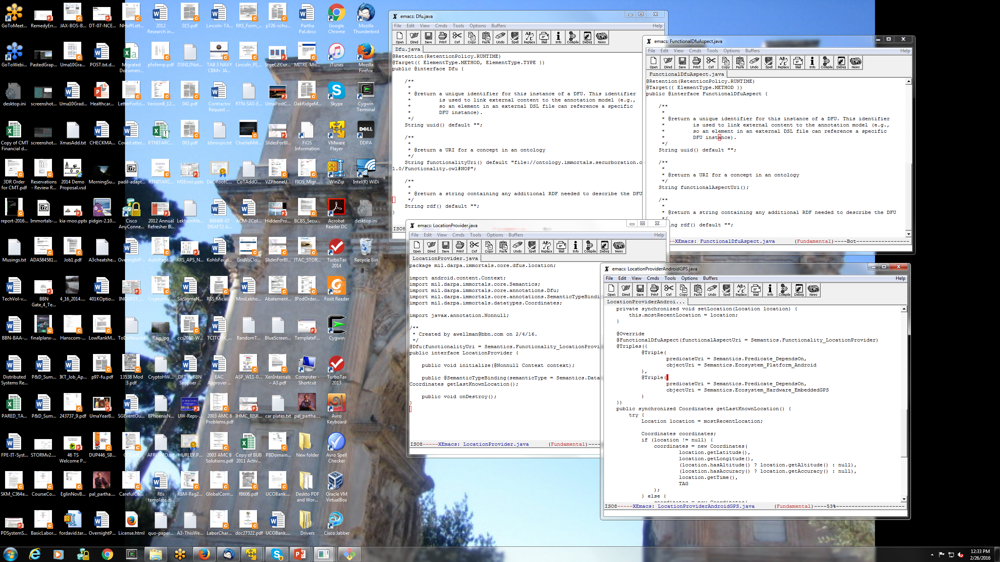 GoToMeet...
RemedyErr...
JAX-BOS-B...
DT-07-NCE...
NHoffLett...
2012
Research in...
015.pdf
Lincoln-TA...
RRS_Form_...
p726-schu...
Partha
Pal.docx
Google
Chrome
Mozilla
Thunderbird
GoToWebi...
PastedGrap...
Uma10Gra...
POST.txt.d...
Migrated
Documen...
pfofemp.pdf
DSN12Not...
TAB 3 NAVY
CBM+ JA...
Lincoln_PI_...
StgeCZCur...
MITRE-Mis...
iTunes
Mozilla
Firefox
desktop.ini
screenshot...
Uma10Grad...
Healthcar...
LetterForEri...
Verizon8_12...
041.pdf
Contractor
Request ...
RTN-SAS-E...
UmaPostC...
OakRidgeM...
Skype
Cygwin
Terminal
Copy of CMT
Financial d...
screenshot...
XmasAdd.txt
CHECKMA...
CoverLetter...
RTNITARC...
003.pdf
bbnsvpn.txt
CharlieMill...
SlidesForBl...
FiOS
Information
VMware
Player
DDPA
3DR Order
for CMT.pdf
Reservations
- Review R...
2014 Demo
Proposal.vsd
MorningSu...
padil-adapt...
RTNITARC...
MSError.pptx
DoDRootC...
CoTAddO...
VZPhoneU...
FIOS_Migr...
WinZip
Intel(R) WiDi
report-2016...
Immortals-...
kia-moo.pptx
pidgin-2.10...
Cisco
AnyConne...
2012 Annual
Refresher B...
LekhoniMe...
BBN08-07
DRAFT2 A...
ACM-2Col...
HiddenPro...
BCBS_Secu...
Acrobat
Reader DC
desktop.ini
Musings.txt
ADA584581...
Job1.pdf
A3cheatshe...
OvernightP...
AutoPage....
RRS_APS_N...
KohlsFax.d...
GridVsClo...
SlidesForBl...
JTAC_STOR...
TurboTax
2014
Recycle Bin
TechVol-v...
BBN
Gate_4_Te...
4_16_2014....
401KOptio...
INQUEST_...
CryptoHW...
SixSigmaN...
RSS_Micali...
MiniLekho...
Abatement...
IPodOrder...
Foxit Reader
BBN-BAA-...
finalplanx-...
Hanscom-...
LowRankM...
ToDoNow.txt
Rain.jpg
ccs2010-W...
TCITCHK_...
RandomT...
BlueScreen...
TemplateF...
Cygwin
Distributed
Systems Re...
P&D_Sum...
IKT_Job_Ap...
p97-fu.pdf
13538 Mod
3.pdf
CryptoHW...
DFT & BBN
Supplier ...
EAC
Approver ...
ASP_W11-0...
XenInternals
– A3.pdf
Computer -
Shortcut
TurboTax
2013
PARED_TA...
P&D_Sum...
243737_9.pdf
UmaYearB...
SGEventOu...
EPhoenixN...
UW-Reps-...
2003 AMC 8
Problems.pdf
IHMC_BISR...
car plates.txt
pal_partha....
Avro
Keyboard
FPE-IT-Syst...
STORMv2....
46 TS
Welcome P...
DUP446_SB...
COI.pdf
AFRLSMO.txt
HURLEY.P...
2003 AMC 8
Solutions.pdf
Copy of BUB
2011 Activ...
PBDomain...
New folder
Avro Spell
Checker
SKM_C364e...
CourseCo...
EglinNovB...
pal_partha....
CarefulCo...
R6s
template.d...
RSM-Reg2...
GlobalCorrr...
f8606.pdf
UCOBank....
Deskto PDF
and Wor...
Oracle VM
VirtualBox
PDSystemS...
BasicLabor...
fordavid.tar...
OvernightP...
License.html
quo-paper...
A3-ThisWe...
LaborChar...
doc27322.pdf
UCOBank....
Drivers
Cisco Jabber
emacs: Dfu.java
File Edit View Cmds Tools Options Buffers Help
Open Dired Save Print Cut Copy Paste Undo Spell Replace Mail Info Compile Debug News
Dfu.java
@Retention(RetentionPolicy.RUNTIME)
@Target({ ElementType.METHOD, ElementType.TYPE })
public @interface Dfu {
/**
*
* @return a unique identifier for this instance of a DFU. This identifier
* is used to link external content to the annotation model (e.g.,
* so an element in an external DSL file can reference a specific
* DFU instance).
*/
String uuid() default "";
/**
*
* @return a URI for a concept in an ontology
*/
String functionalityUri() default "file://ontology.immortals.securboration.c
1.0/Functionality.owl#NOP";
/**
*
* @return a string containing any additional RDF needed to describe the DFU
*/
String rdf() default "";
}
ISO8
emacs: FunctionalDfuAspect.java
File Edit View Cmds Tools Options Buffers Help
Open Dired Save Print Cut Copy Paste Undo Spell Replace Mail Info Compile Debug News
FunctionalDfuAspect.java
@Retention(RetentionPolicy.RUNTIME)
@Target({ ElementType.METHOD })
public @interface FunctionalDfuAspect {
/**
*
* @return a unique identifier for this instance of a DFU. This identifier
* is used to link external content to the annotation model (e.g.,
* so an element in an external DSL file can reference a specific
* DFU instance).
*/
String uuid() default "";
/**
*
* @return a URI for a concept in an ontology
*/
String functionalAspectUri();
/**
*
* @return a string containing any additional RDF needed to describe the DFU
*/
ng rdf() default "";
--XEmacs: FunctionalDfuAspect.java (Fundamental)----Bot-----------------
emacs: LocationProvider.java
File Edit View Cmds Tools Options Buffers Help
Open Dired Save Print Cut Copy Paste Undo Spell Replace Mail Info Compile Debug News
LocationProvider.java
package mil.darpa.immortals.core.dfus.location;
import android.content.Context;
import mil.darpa.immortals.core.Semantics;
import mil.darpa.immortals.core.annotations.Dfu;
import mil.darpa.immortals.core.annotations.SemanticTypeBindi
import mil.darpa.immortals.datatypes.Coordinates;
import javax.annotation.Nonnull;
/**
* Created by awellman@bbn.com on 2/4/16.
*/
@Dfu(functionalityUri = Semantics.Functionality_LocationProvi
public interface LocationProvider {
public void initialize(@Nonnull Context context);
public @SemanticTypeBinding(semanticType = Semantics.Data
Coordinates getLastKnownLocation();
public void onDestroy();
}
ISO8-----XEmacs: LocationProvider.java (Fundamental)----
emacs: LocationProviderAndroidGPS.java
File Edit View Cmds Tools Options Buffers Help
Open Dired Save Print Cut Copy Paste Undo Spell Replace Mail Info Compile Debug News
LocationProviderAndroi...
private synchronized void setLocation(Location location) {
this.mostRecentLocation = location;
}
@Override
@FunctionalDfuAspect(functionalAspectUri = Semantics.Functionality_LocationProvider)
@Triples({
@Triple(
predicateUri = Semantics.Predicate_DependsOn,
objectUri = Semantics.Ecosystem_Platform_Android
),
@Triple(
predicateUri = Semantics.Predicate_DependsOn,
objectUri = Semantics.Ecosystem_Hardware_EmbeddedGPS
)
})
public synchronized Coordinates getLastKnownLocation() {
try {
Location location = mostRecentLocation;
Coordinates coordinates;
if (location != null) {
coordinates = new Coordinates(
location.getLatitude(),
location.getLongitude(),
(location.hasAltitude() ? location.getAltitude() : null),
(location.hasAccuracy() ? location.getAccuracy() : null),
location.getTime(),
TAG
);
} else {
coordinates = new Coordinates(
ISO8-----XEmacs: LocationProviderAndroidGPS.java (Fundamental)----53%----------------------
12:33 PM
2/26/2016